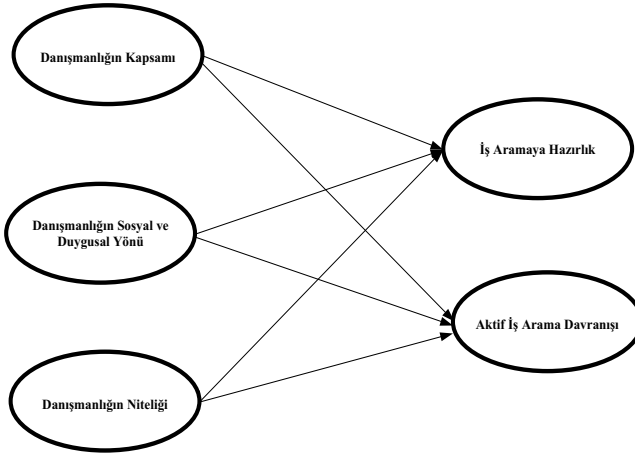 Danışmanlığın Kapsamı
İş Aramaya Hazırlık
Danışmanlığın Sosyal ve
Duygusal Yönü
Aktif İş Arama Davranışı
Danışmanlığın Niteliği